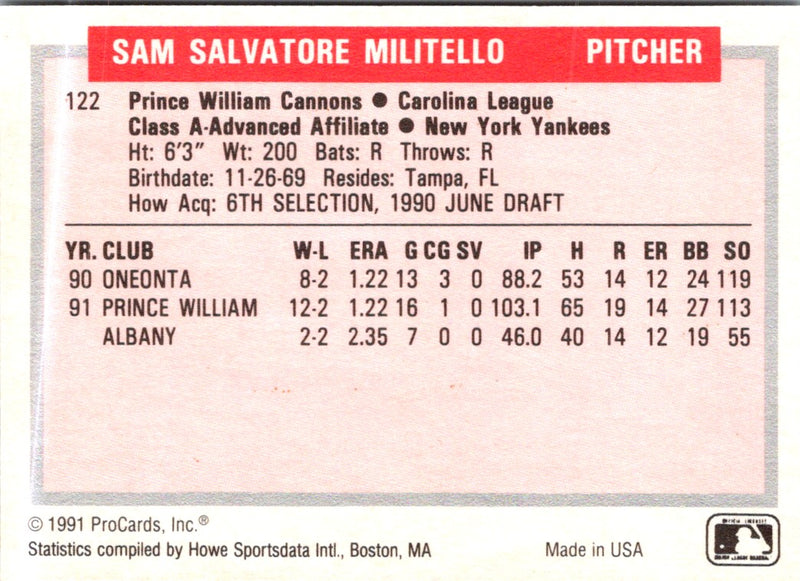 SAM SALVATORE MILITELLO PITCHER
122 Prince William Cannons ● Carolina League
Class A-Advanced Affiliate ● New York Yankees
Ht: 6'3" Wt: 200 Bats: R Throws: R
Birthdate: 11-26-69 Resides: Tampa, FL
How Acq: 6TH SELECTION, 1990 JUNE DRAFT
YR. CLUB W-L ERA G CG SV IP H R ER BB SO
90 ONEONTA 8-2 1.22 13 3 0 88.2 53 14 12 24 119
91 PRINCE WILLIAM 12-2 1.22 16 1 0 103.1 65 19 14 27 113
ALBANY 2-2 2.35 7 0 0 46.0 40 14 12 19 55
© 1991 ProCards, Inc.®
Statistics compiled by Howe Sportsdata Intl., Boston, MA Made in USA